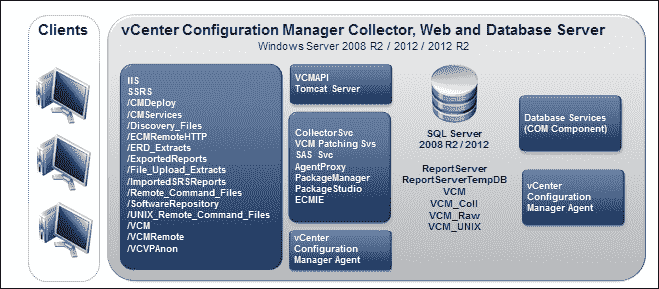 Clients
vCenter Configuration Manager Collector, Web and Database Server
Windows Server 2008 R2 / 2012 / 2012 R2
IIS
SSRS
/CMDeploy
/CMServices
/Discovery_Files
/ECMRemoteHTTP
/ERD_Extracts
/ExportedReports
/File_Upload_Extracts
/ImportedSRSReports
/Remote_Command_Files
/SoftwareRepository
/UNIX_Remote_Command_Files
/VCM
/VCMRemote
/VCVPAnon
VCMAPI
Tomcat Server
CollectorSvc
VCM Patching Svs
SAS Svc
AgentProxy
PackageManager
PackageStudio
ECMIE
vCenter
Configuration
Manager Agent
SQL Server
2008 R2 / 2012
ReportServer
ReportServerTempDB
VCM
VCM_Coll
VCM_Raw
VCM_UNIX
Database Services
(COM Component)
vCenter
Configuration
Manager Agent